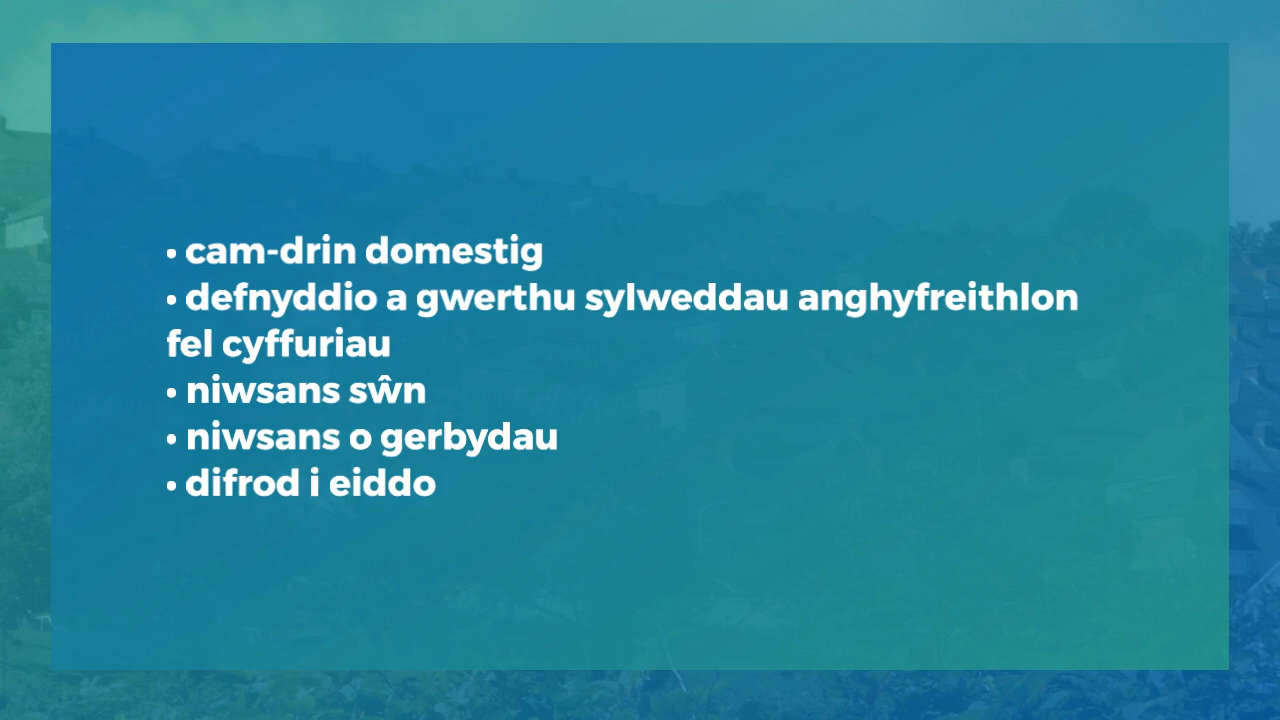 • cam-drin domestig
• defnyddio a gwerthu sylweddau anghyfreithlon
fel cyffuriau
• niwsans sŵn
• niwsans o gerbydau
• difrod i eiddo